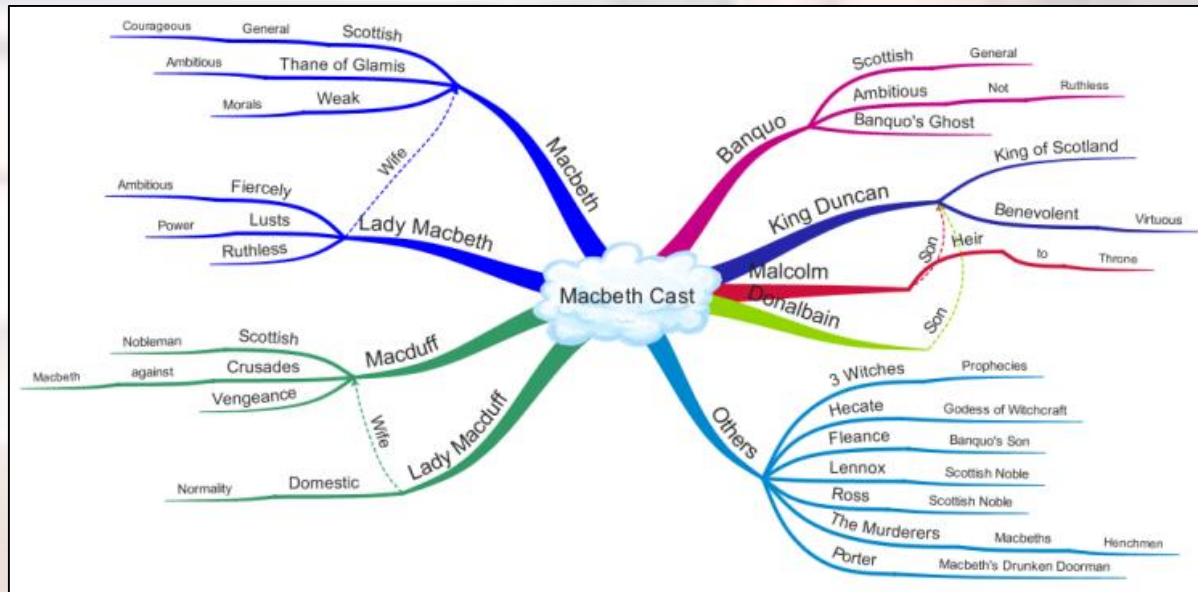 Macbeth Cast
Macbeth
Scottish General Courageous
Thane of Glamis Ambitious
Weak Morals
Wife
Lady Macbeth
Fiercely Ambitious
Lusts Power
Ruthless
Macduff
Scottish Nobleman
Crusades against Macbeth
Vengeance
Wife
Lady Macduff
Domestic Normality
Banquo
Scottish General
Ambitious Not Ruthless
Banquo's Ghost
King Duncan
King of Scotland
Benevolent Virtuous
Malcolm
Son
Heir to Throne
Donalbain
Son
Others
3 Witches Prophecies
Hecate Godess of Witchcraft
Fleance Banquo's Son
Lennox Scottish Noble
Ross Scottish Noble
The Murderers Macbeths Henchmen
Porter Macbeth's Drunken Doorman